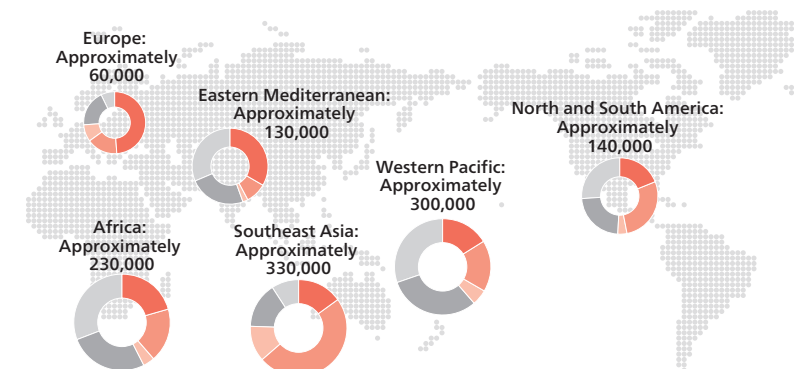 Europe:
Approximately
60,000
Eastern Mediterranean:
Approximately
130,000
North and South America:
Approximately
140,000
Western Pacific:
Approximately
300,000
Africa:
Approximately
230,000
Southeast Asia:
Approximately
330,000